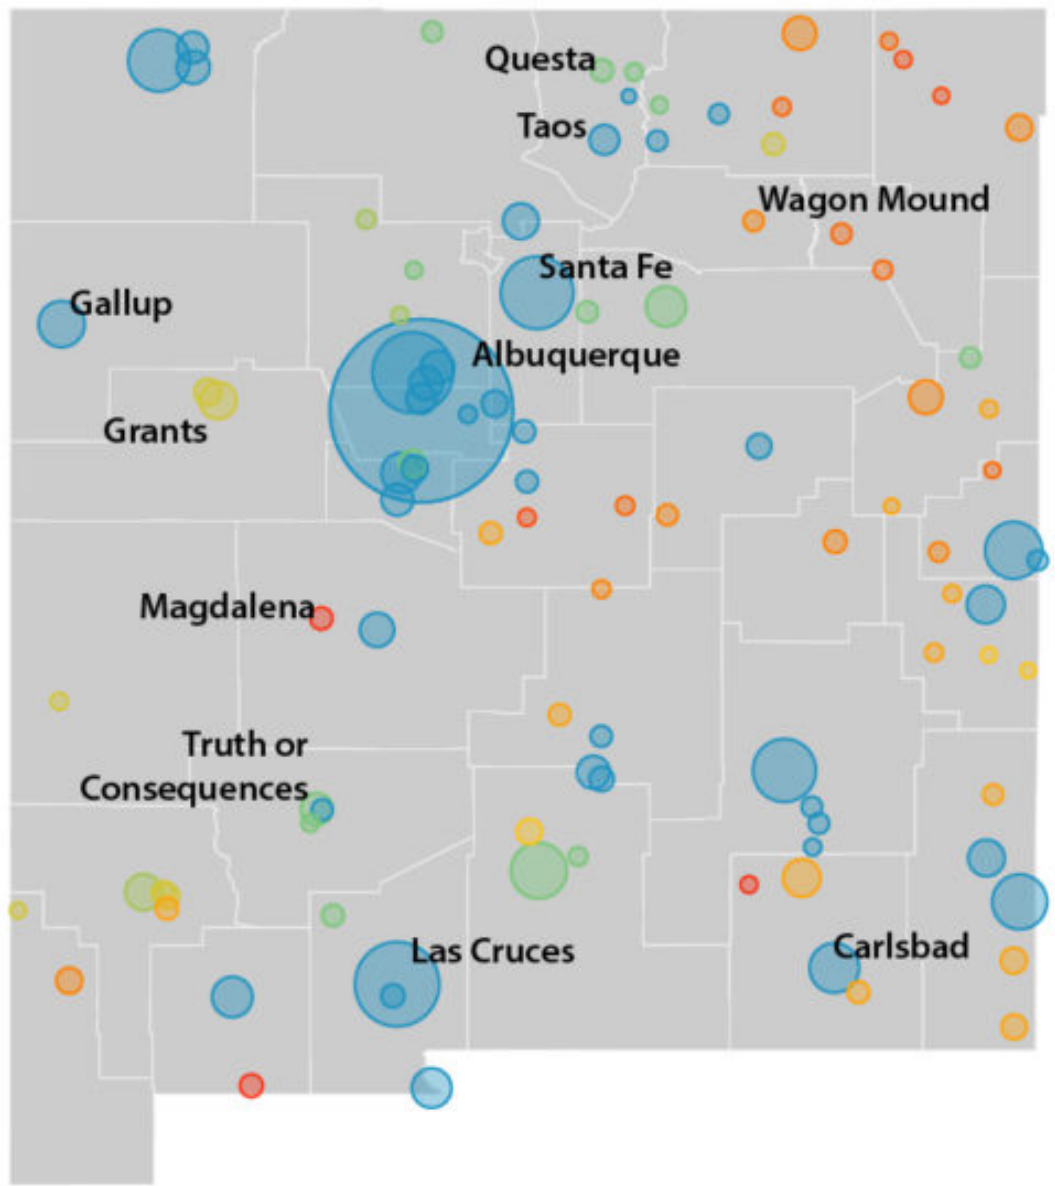 Questa
Taos
Wagon Mound
Santa Fe
Gallup
Albuquerque
Grants
Magdalena
Truth or
Consequences
Las Cruces
Carlsbad